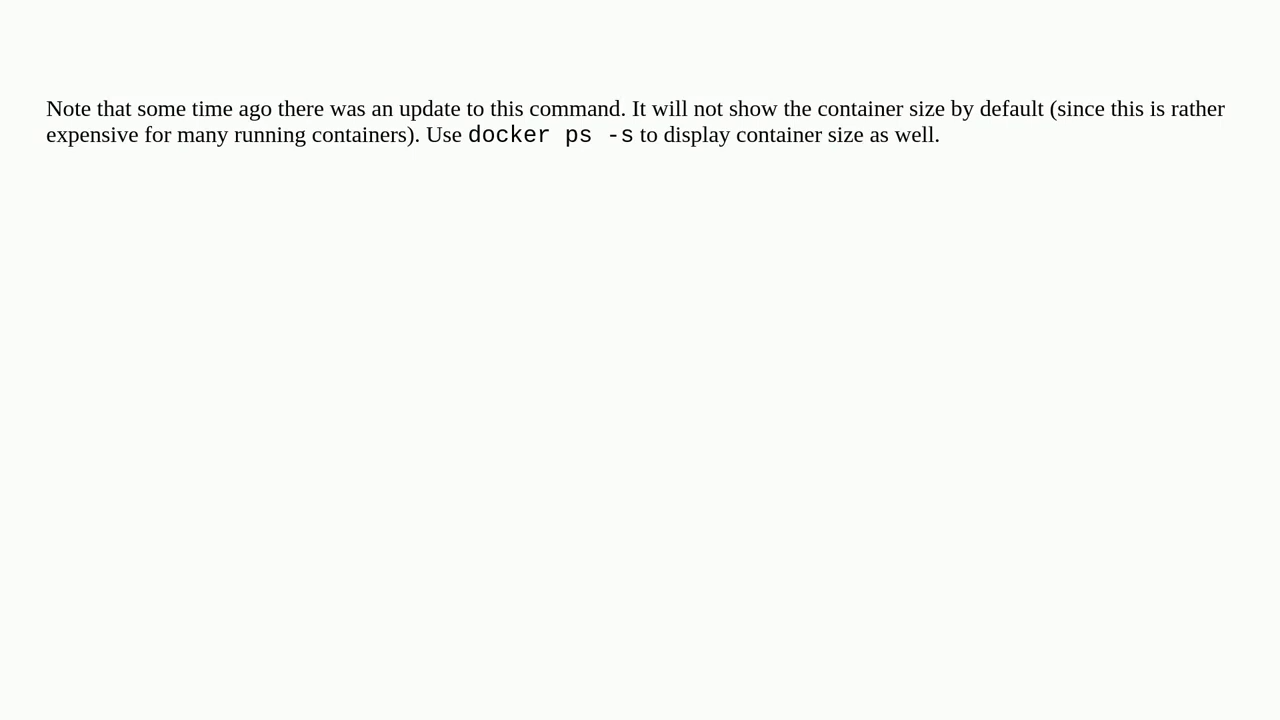 Note that some time ago there was an update to this command. It will not show the container size by default (since this is rather
expensive for many running containers). Use docker ps -s to display container size as well.